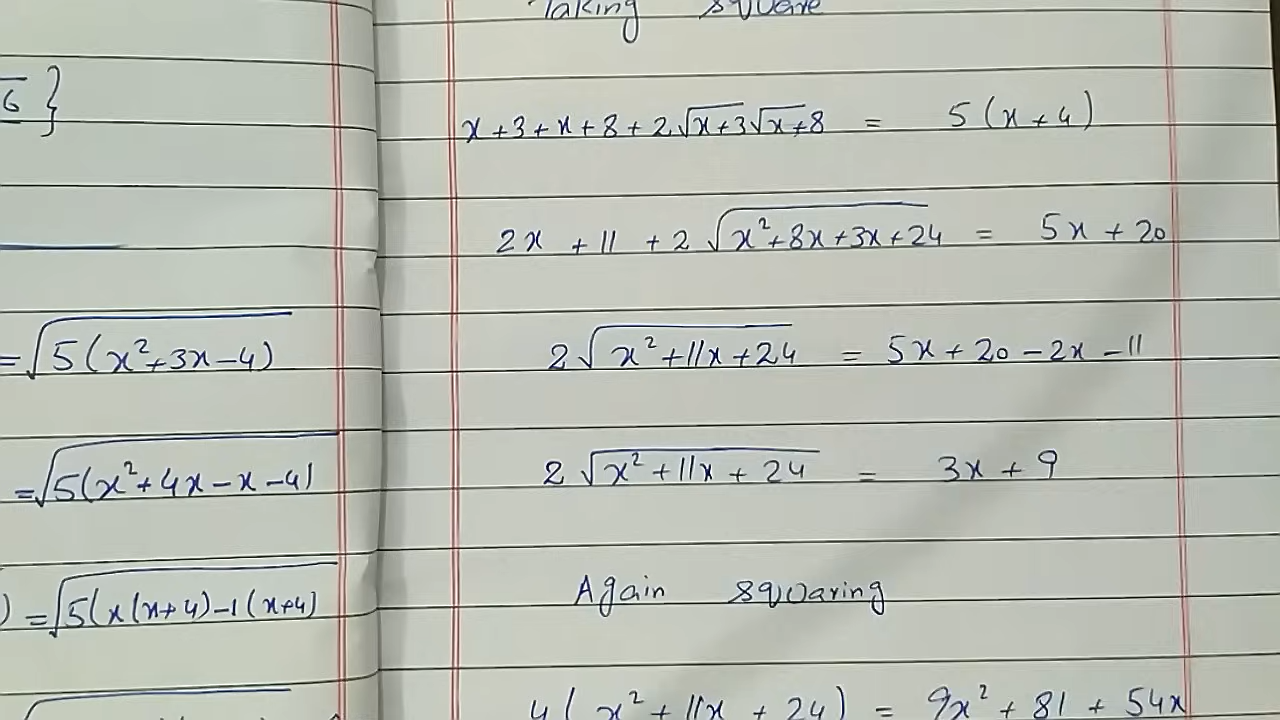 6 }
=√5(x²+3x-4)
=√5(x²+4x-x-4)
) =√5(x(x+4)-1(x+4)
Taking square
x+3+x+8+2√x+3√x+8 = 5(x+4)
2x +11 +2√x²+8x+3x+24 = 5x+20
2√x²+11x+24 = 5x+20-2x-11
2√x²+11x+24 = 3x+9
Again squaring
4(x²+11x+24) = 9x²+81+54x